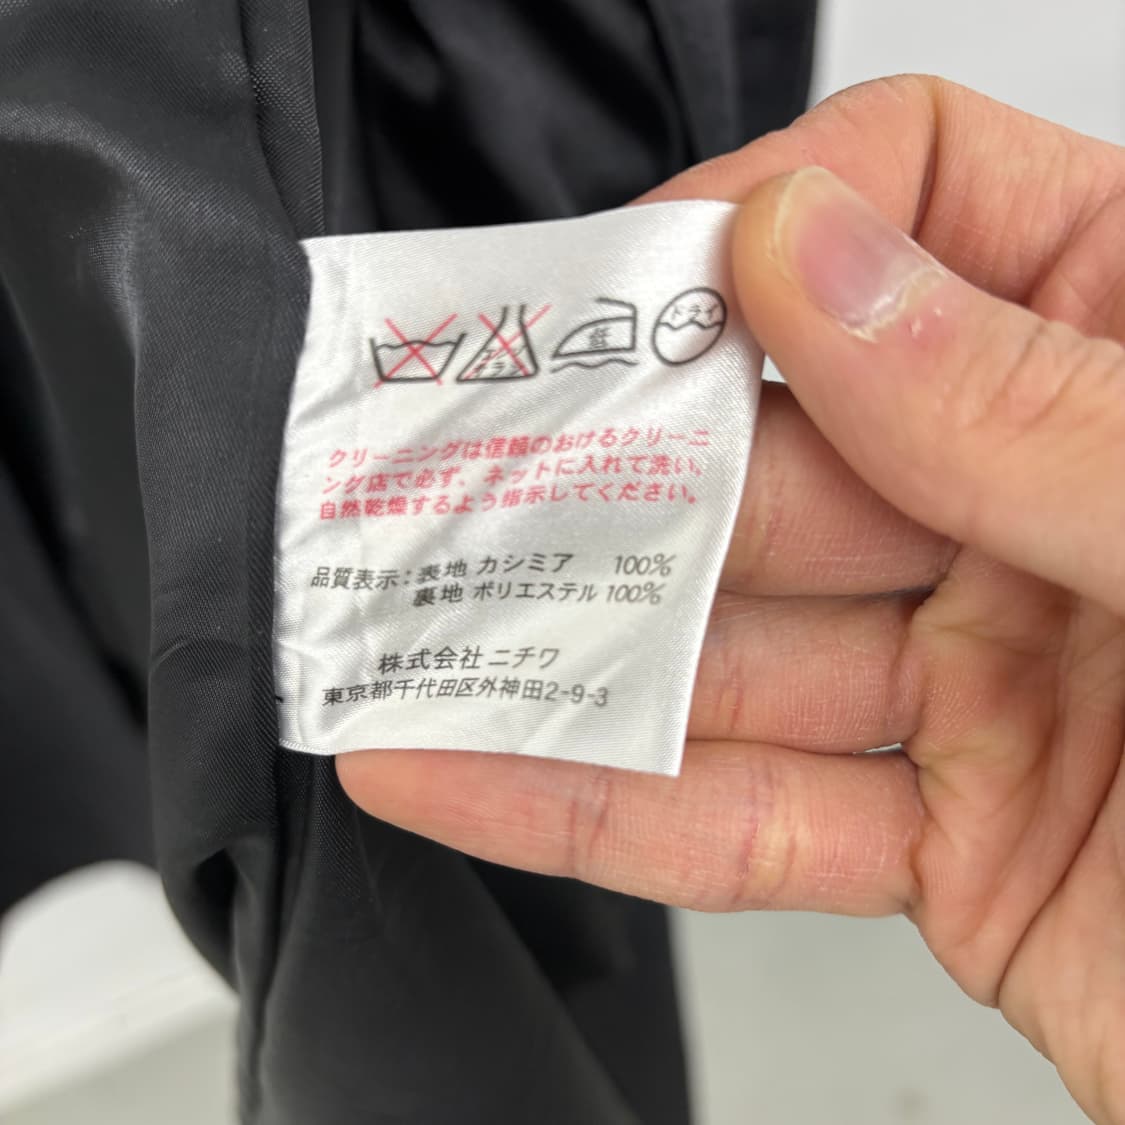 エンソ
サラシ
低
ドライ
クリーニングは信頼のおけるクリーニ
ング店で必ず、ネットに入れて洗い、
自然乾燥するよう指示してください。
品質表示：表地 カシミア 100%
裏地 ポリエステル 100%
株式会社ニチワ
東京都千代田区外神田2-9-3